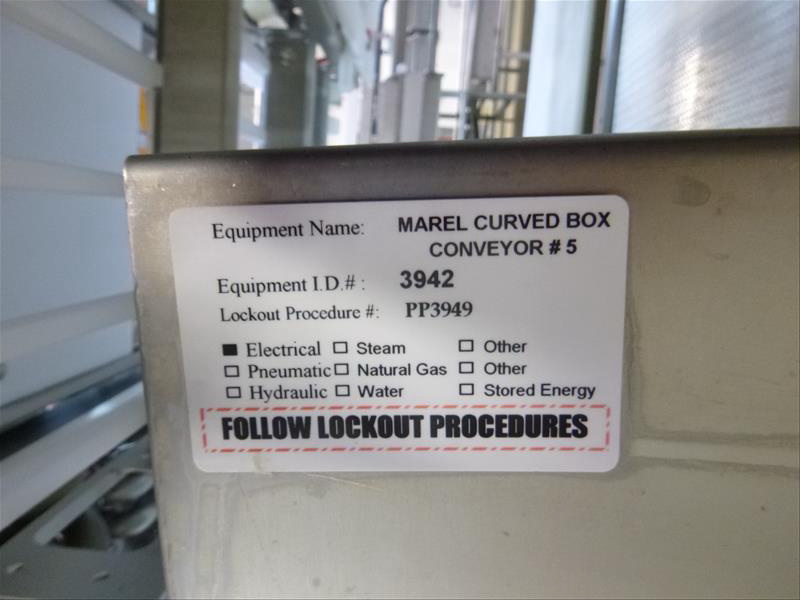 Equipment Name: MAREL CURVED BOX
CONVEYOR # 5
Equipment I.D.# : 3942
Lockout Procedure #: PP3949
■ Electrical □ Steam □ Other
□ Pneumatic □ Natural Gas □ Other
□ Hydraulic □ Water □ Stored Energy
FOLLOW LOCKOUT PROCEDURES